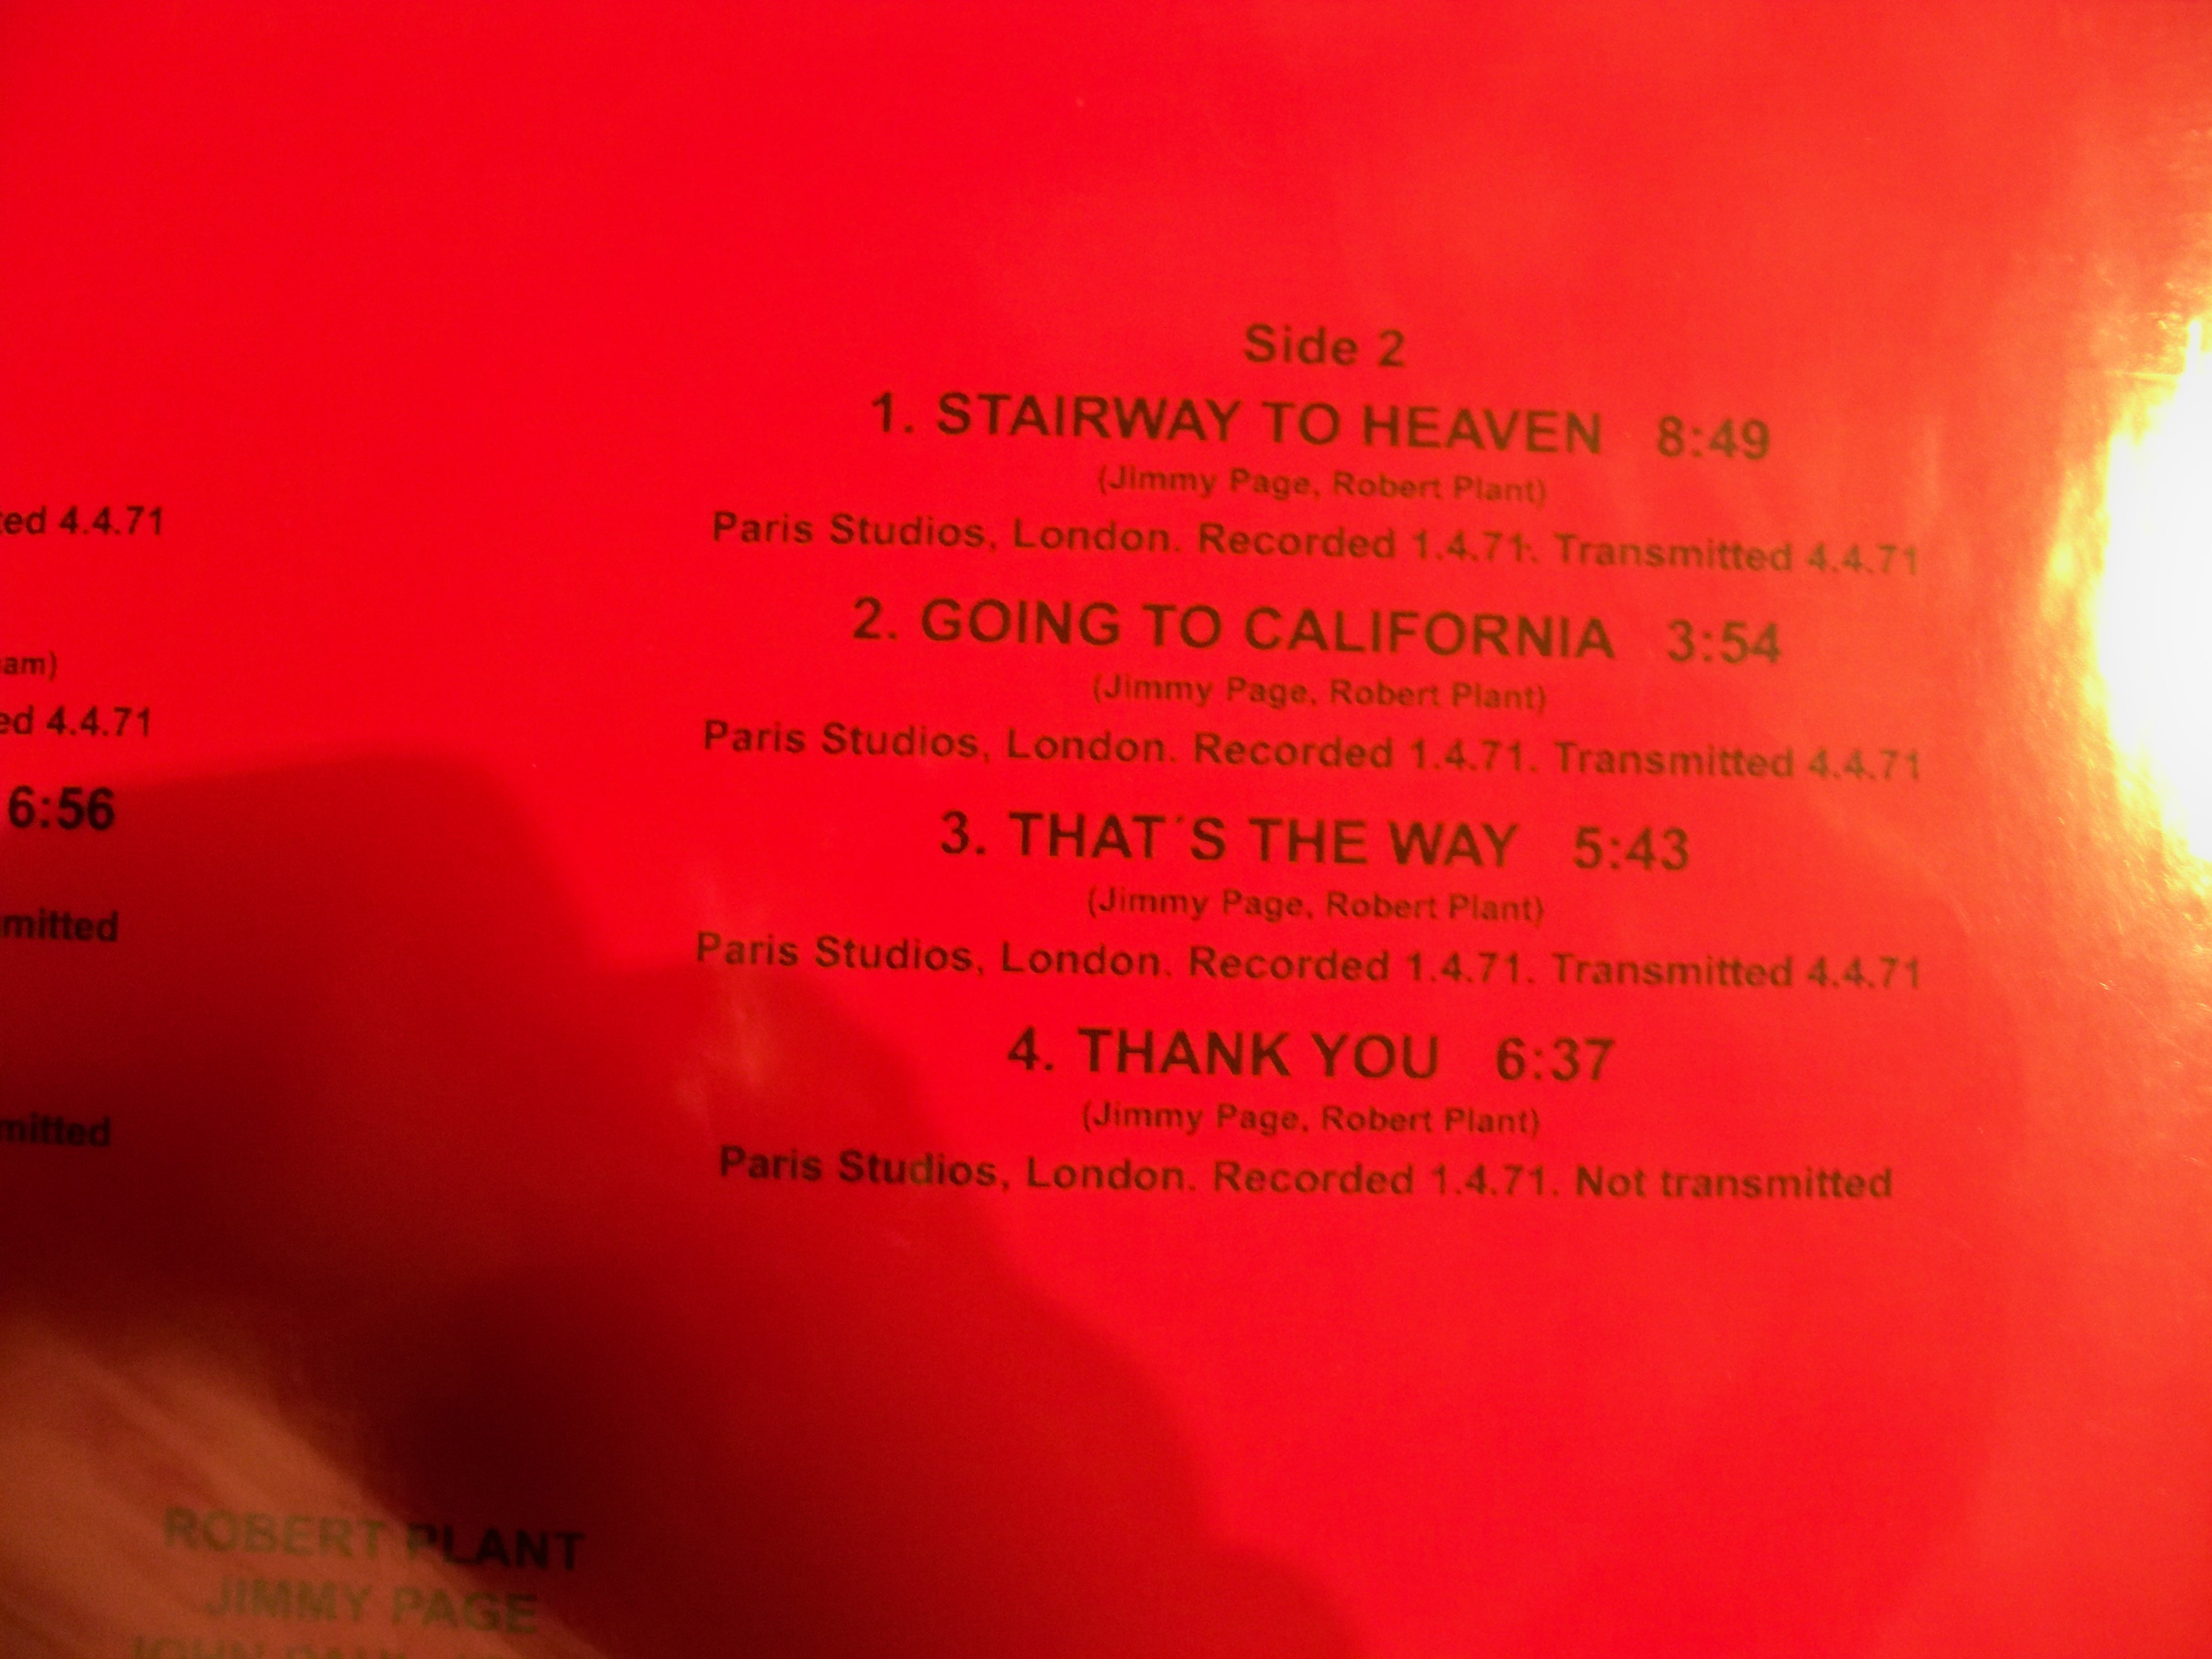 ed 4.4.71
am)
ed 4.4.71
6:56
mitted
mitted
Side 2
1. STAIRWAY TO HEAVEN 8:49
(Jimmy Page, Robert Plant)
Paris Studios, London. Recorded 1.4.71. Transmitted 4.4.71
2. GOING TO CALIFORNIA 3:54
(Jimmy Page, Robert Plant)
Paris Studios, London. Recorded 1.4.71. Transmitted 4.4.71
3. THAT´S THE WAY 5:43
(Jimmy Page, Robert Plant)
Paris Studios, London. Recorded 1.4.71. Transmitted 4.4.71
4. THANK YOU 6:37
(Jimmy Page, Robert Plant)
Paris Studios, London. Recorded 1.4.71. Not transmitted
ROBERT PLANT
JIMMY PAGE
JOHN PAUL